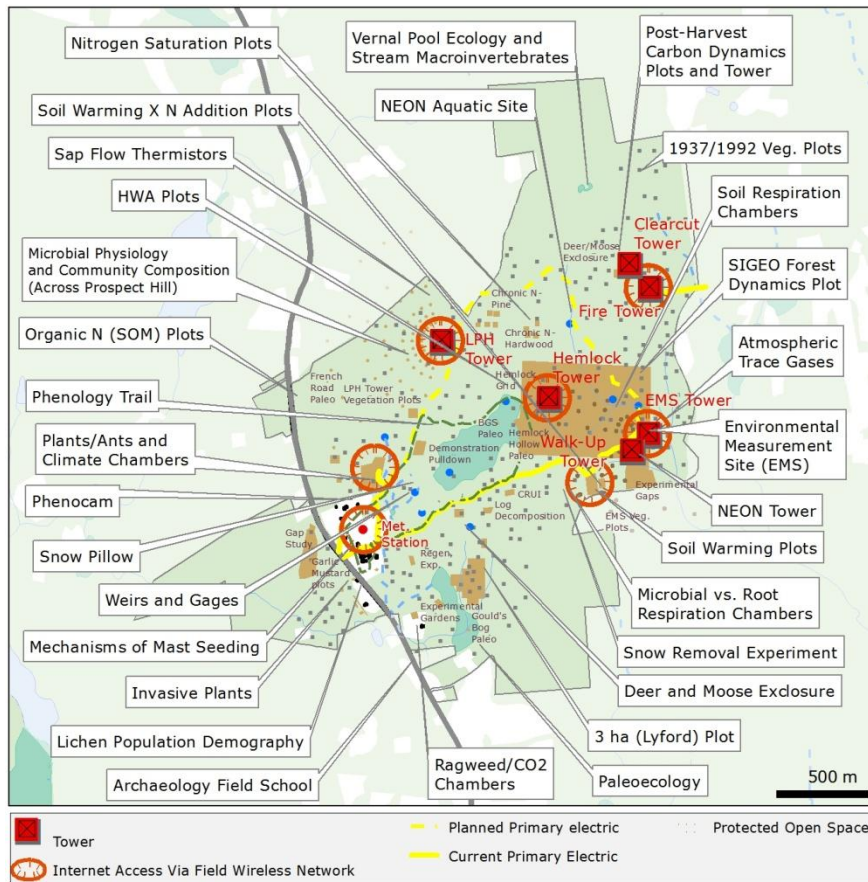 Nitrogen Saturation Plots
Vernal Pool Ecology and
Stream Macroinvertebrates
Post-Harvest
Carbon Dynamics
Plots and Tower
Soil Warming X N Addition Plots
NEON Aquatic Site
1937/1992 Veg. Plots
Sap Flow Thermistors
Soil Respiration
Chambers
HWA Plots
Clearcut
Tower
Deer/Moose
Exclosure
Microbial Physiology
and Community Composition
(Across Prospect Hill)
SIGEO Forest
Dynamics Plot
Chronic N-
Pine
Fire Tower
Organic N (SOM) Plots
LPH
Tower
Chronic N-
Hardwood
Hemlock
Tower
Atmospheric
Trace Gases
French
Road
Paleo
LPH Tower
Vegetation Plots
Hemlock
Grid
Phenology Trail
EMS Tower
BGS
Paleo
Hemlock
Hollow
Paleo
Walk-Up
Tower
Environmental
Measurement
Site (EMS)
Plants/Ants and
Climate Chambers
Demonstration
Pulldown
Experimental
Gaps
Phenocam
CRUI
Log
Decomposition
NEON Tower
EMS Veg.
Plots
Met
Station
Snow Pillow
Gap
Study
Soil Warming Plots
Garlic
Mustard
Plots
Regen
Exp.
Weirs and Gages
Microbial vs. Root
Respiration Chambers
Experimental
Gardens
Gould's
Bog
Paleo
Mechanisms of Mast Seeding
Snow Removal Experiment
Invasive Plants
Deer and Moose Exclosure
Lichen Population Demography
3 ha (Lyford) Plot
Archaeology Field School
Ragweed/CO2
Chambers
Paleoecology
500 m
Tower
Planned Primary electric
Protected Open Space
Internet Access Via Field Wireless Network
Current Primary Electric